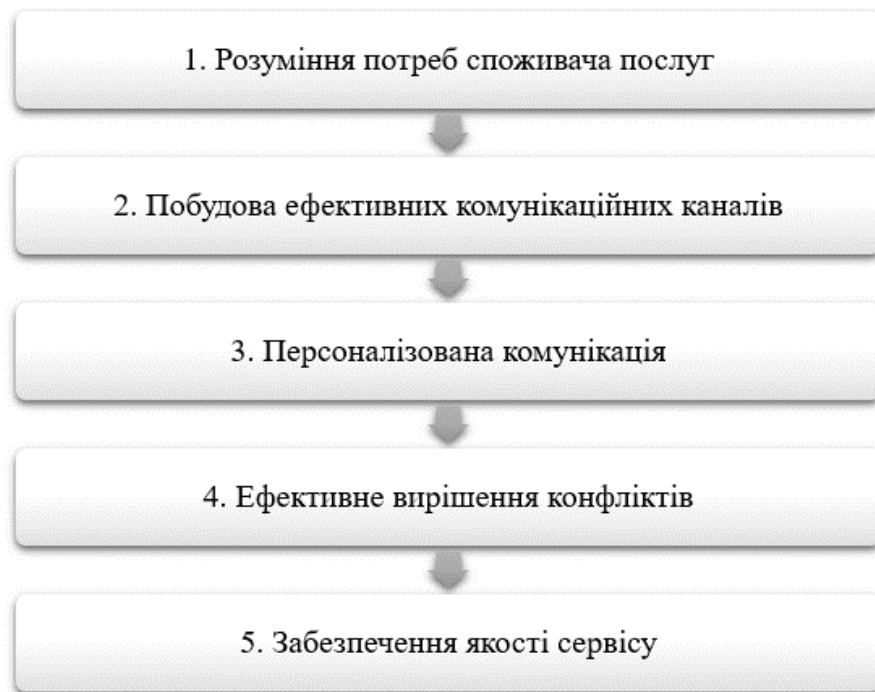 1. Розуміння потреб споживача послуг
2. Побудова ефективних комунікаційних каналів
3. Персоналізована комунікація
4. Ефективне вирішення конфліктів
5. Забезпечення якості сервісу